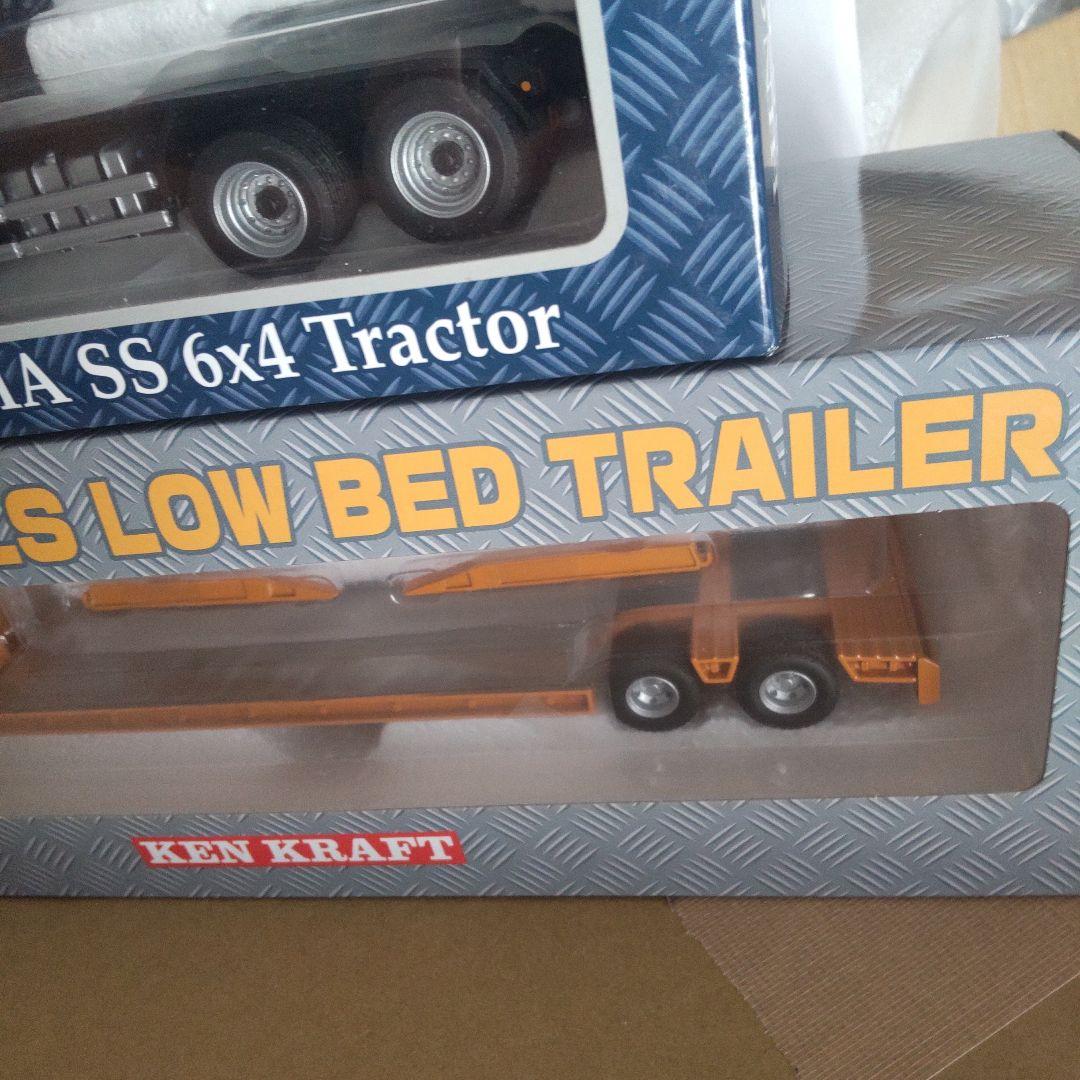 SS 6x4 Tractor
LOW BED TRAILER
KEN KRAFT